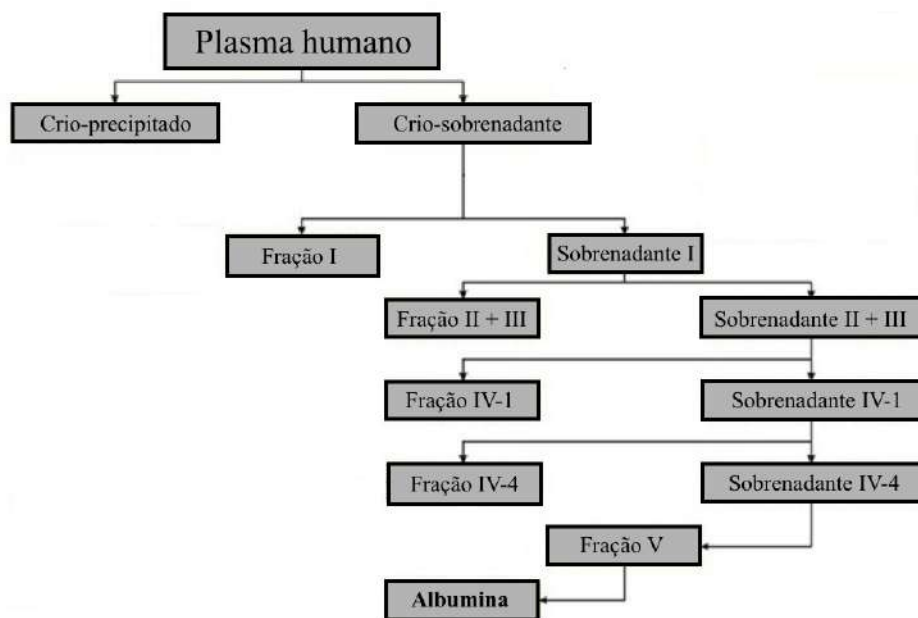 Plasma humano
Crio-precipitado
Crio-sobrenadante
Fração I
Sobrenadante I
Fração II + III
Sobrenadante II + III
Fração IV-1
Sobrenadante IV-1
Fração IV-4
Sobrenadante IV-4
Fração V
Albumina